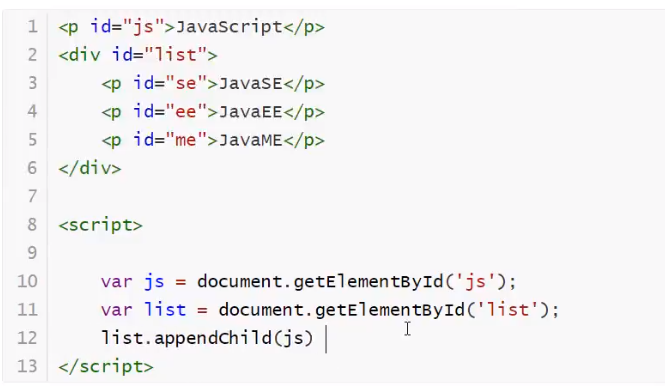 1 <p id="js">JavaScript</p>
2 <div id="list">
3     <p id="se">JavaSE</p>
4     <p id="ee">JavaEE</p>
5     <p id="me">JavaME</p>
6 </div>
7
8 <script>
9
10     var js = document.getElementById('js');
11     var list = document.getElementById('list');
12     list.appendChild(js)
13 </script>